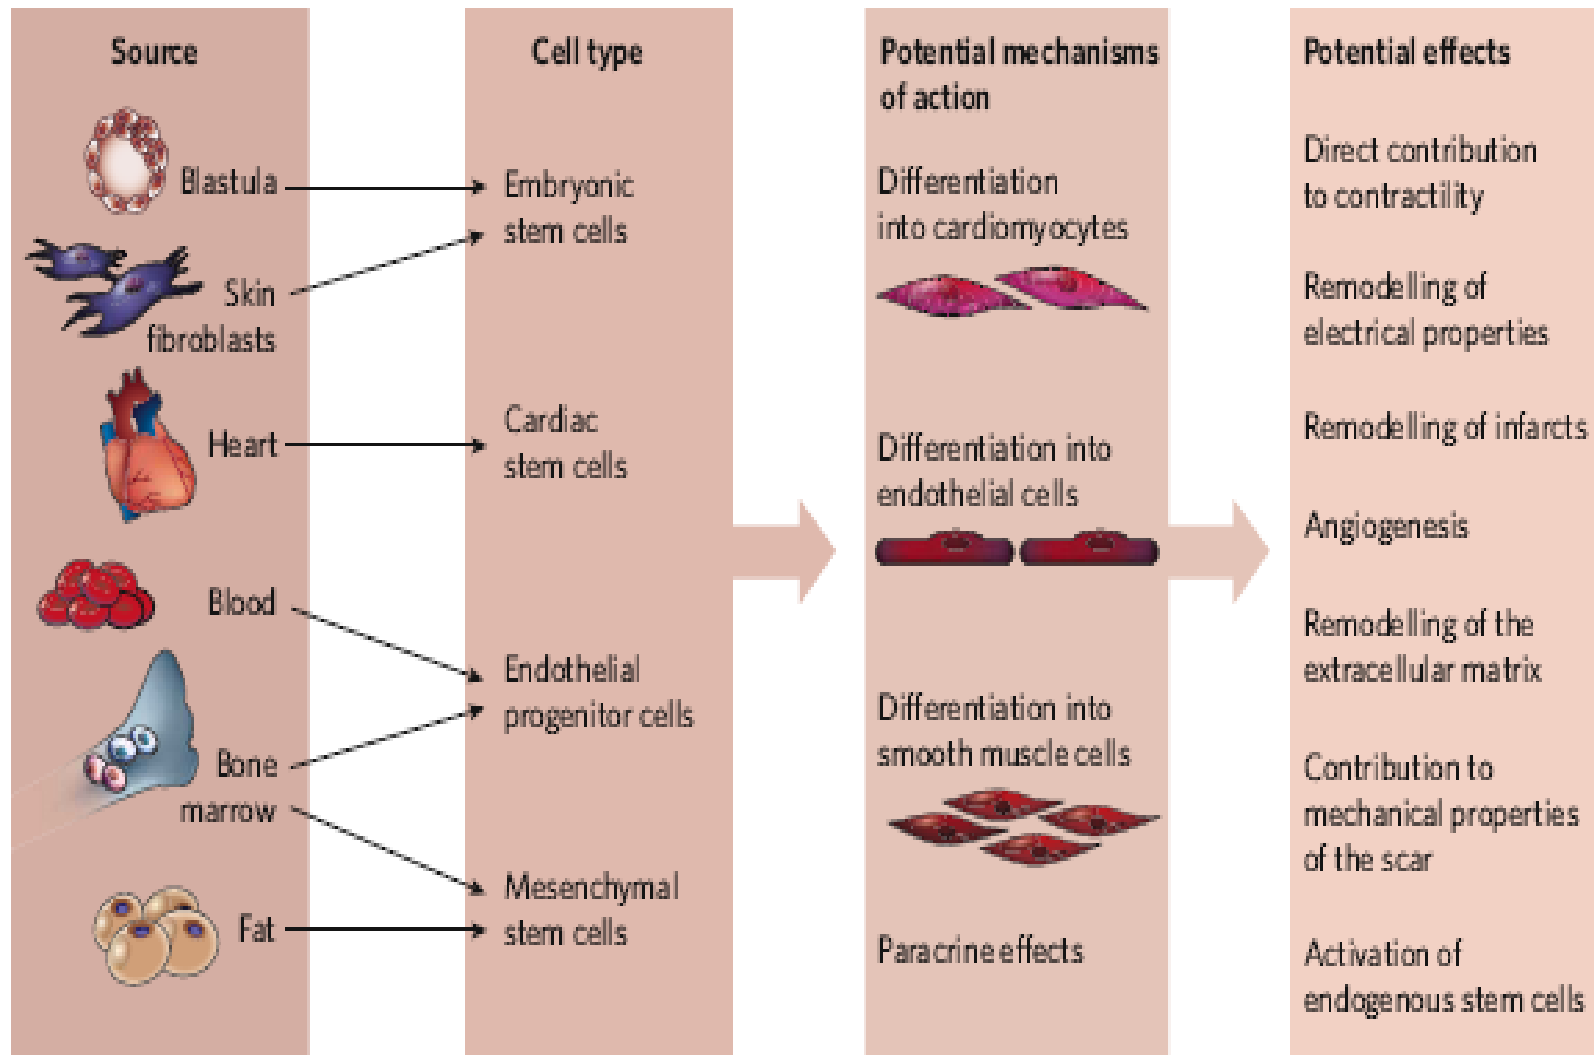 Source
Blastula
Skin
fibroblasts
Heart
Blood
Bone
marrow
Fat
Cell type
Embryonic
stem cells
Cardiac
stem cells
Endothelial
progenitor cells
Mesenchymal
stem cells
Potential mechanisms
of action
Differentiation
into cardiomyocytes
Differentiation into
endothelial cells
Differentiation into
smooth muscle cells
Paracrine effects
Potential effects
Direct contribution
to contractility
Remodelling of
electrical properties
Remodelling of infarcts
Angiogenesis
Remodelling of the
extracellular matrix
Contribution to
mechanical properties
of the scar
Activation of
endogenous stem cells